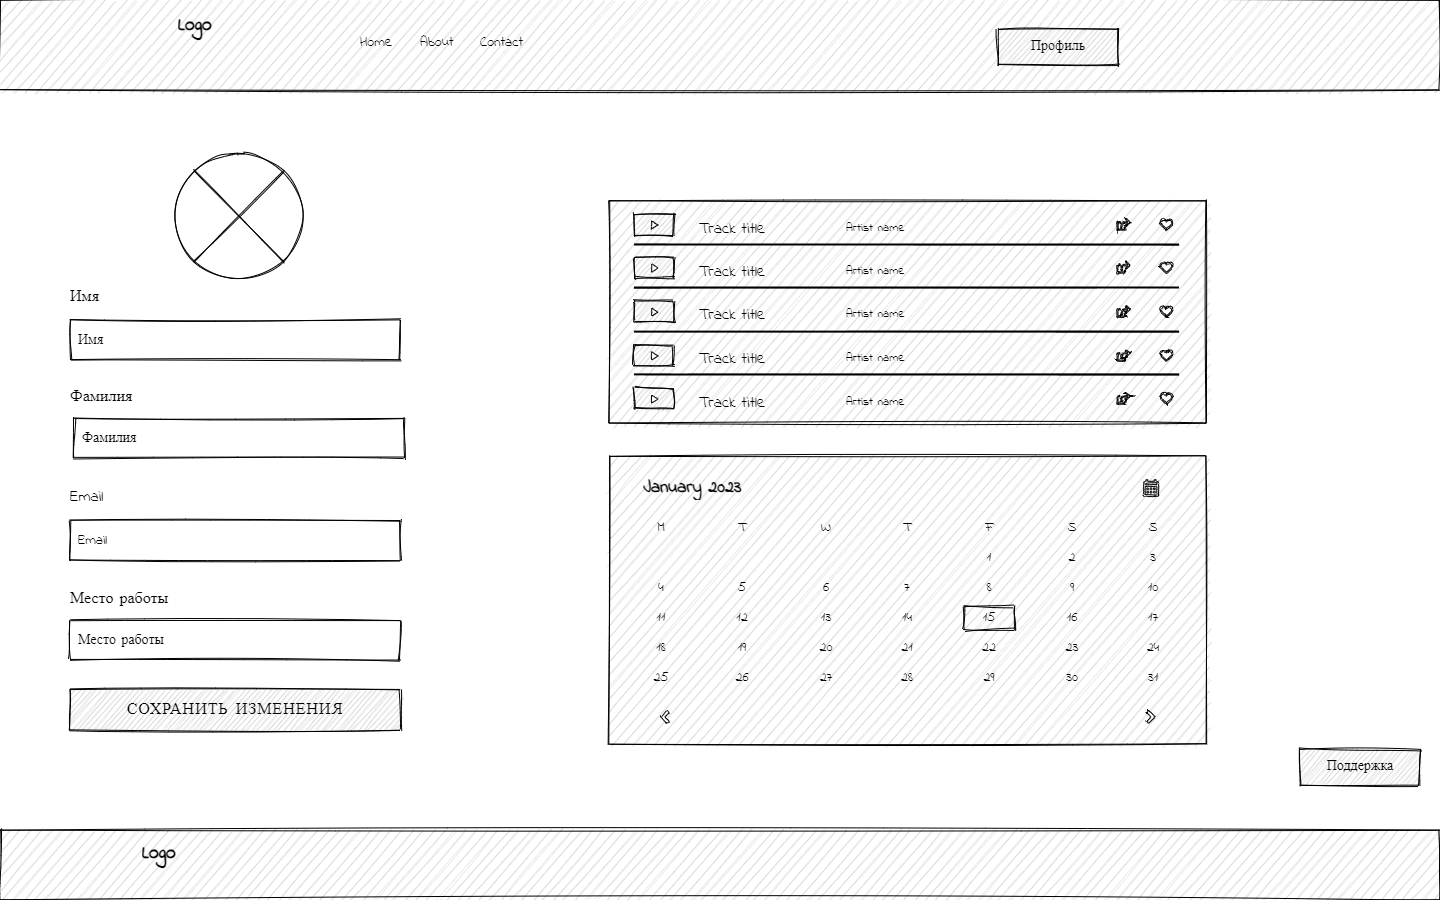 Logo
Home About Contact
Профиль
Имя
Имя
Фамилия
Фамилия
Email
Email
Место работы
Место работы
СОХРАНИТЬ ИЗМЕНЕНИЯ
Track title Artist name
Track title Artist name
Track title Artist name
Track title Artist name
Track title Artist name
January 2023
M T W T F S S
1 2 3
4 5 6 7 8 9 10
11 12 13 14 15 16 17
18 19 20 21 22 23 24
25 26 27 28 29 30 31
Поддержка
Logo